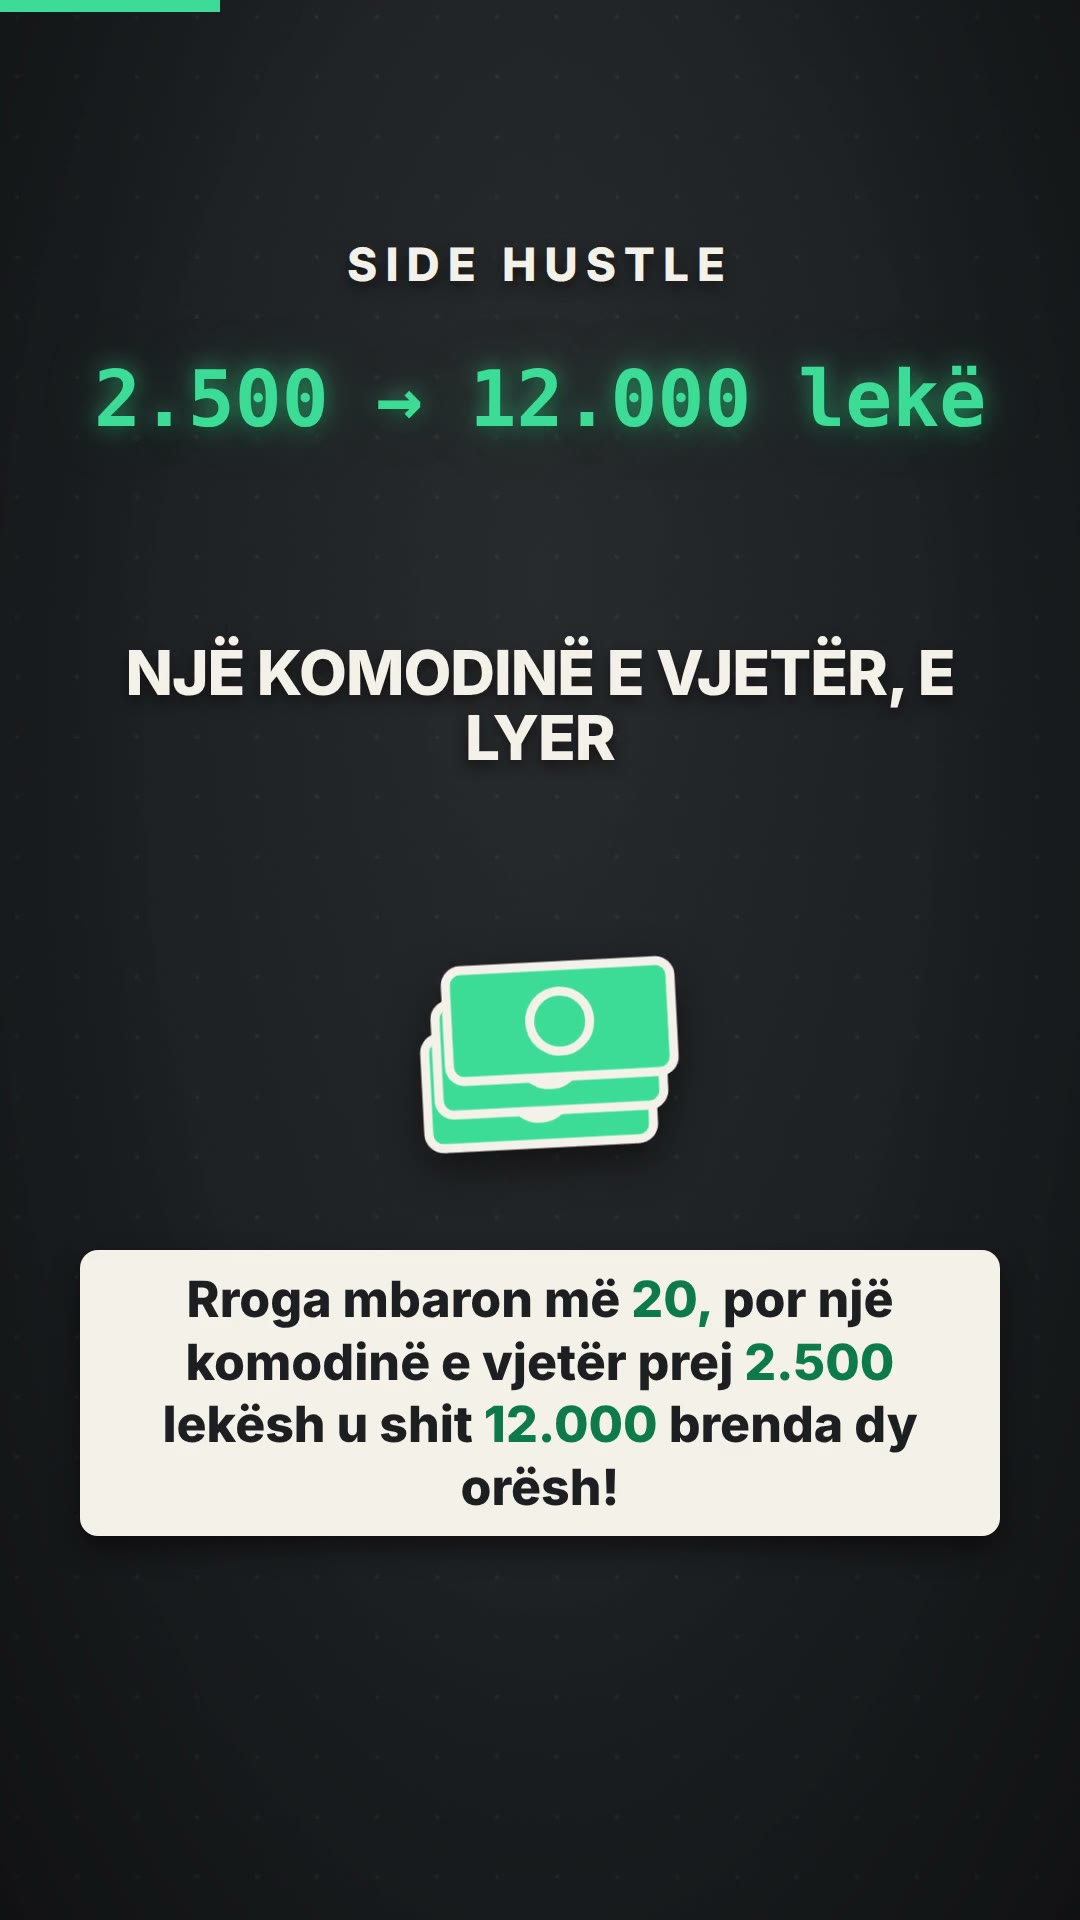 SIDE HUSTLE
2.500 → 12.000 lekë
NJË KOMODINË E VJETËR, E
LYER
Rroga mbaron më 20, por një
komodinë e vjetër prej 2.500
lekësh u shit 12.000 brenda dy
orësh!